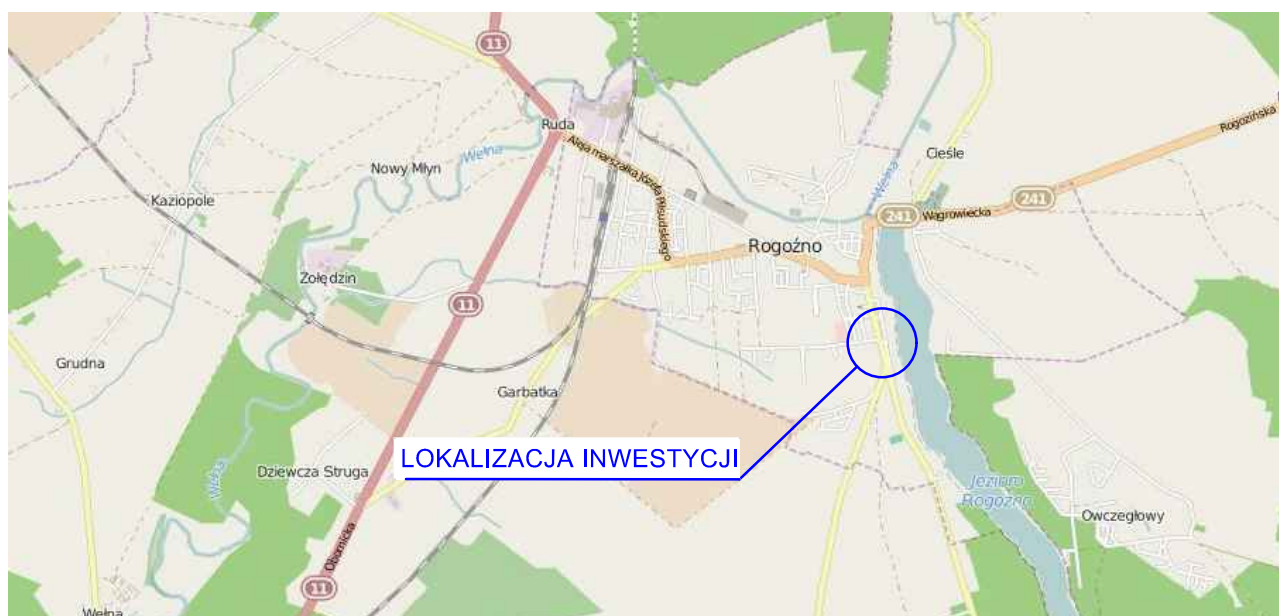 11
Ruda
Aleja marszałka Józefa Piłsudskiego
Rogozińska
Cieśle
Wełna
Nowy Młyn
Wełna
Kaziopole
241
241
Wągrowiecka
Rogoźno
Żołędzin
11
Grudna
Garbatka
LOKALIZACJA INWESTYCJI
Dziewcza Struga
Wełna
Jezioro
Rogoźno
Owczegłowy
Obornicka
11
Wełna